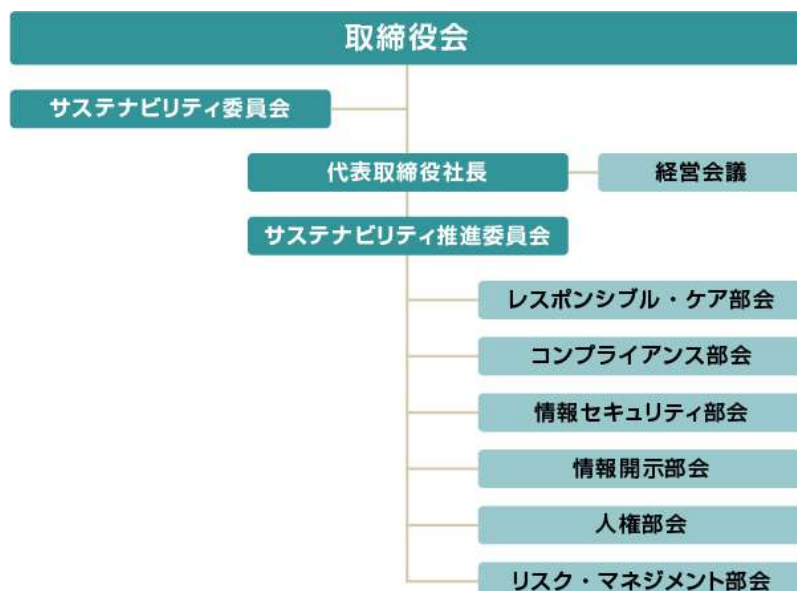 取締役会
サステナビリティ委員会
代表取締役社長
経営会議
サステナビリティ推進委員会
レスポンシブル・ケア部会
コンプライアンス部会
情報セキュリティ部会
情報開示部会
人権部会
リスク・マネジメント部会